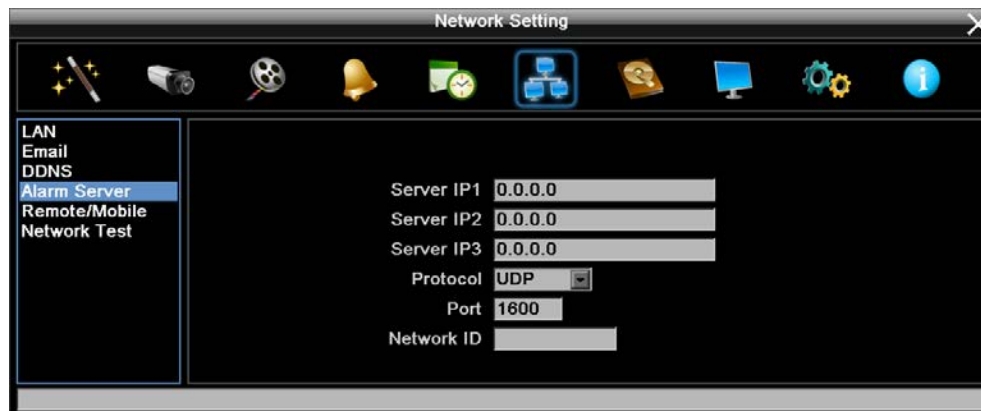 Network Setting
LAN
Email
DDNS
Alarm Server
Remote/Mobile
Network Test
Server IP1 0.0.0.0
Server IP2 0.0.0.0
Server IP3 0.0.0.0
Protocol UDP
Port 1600
Network ID